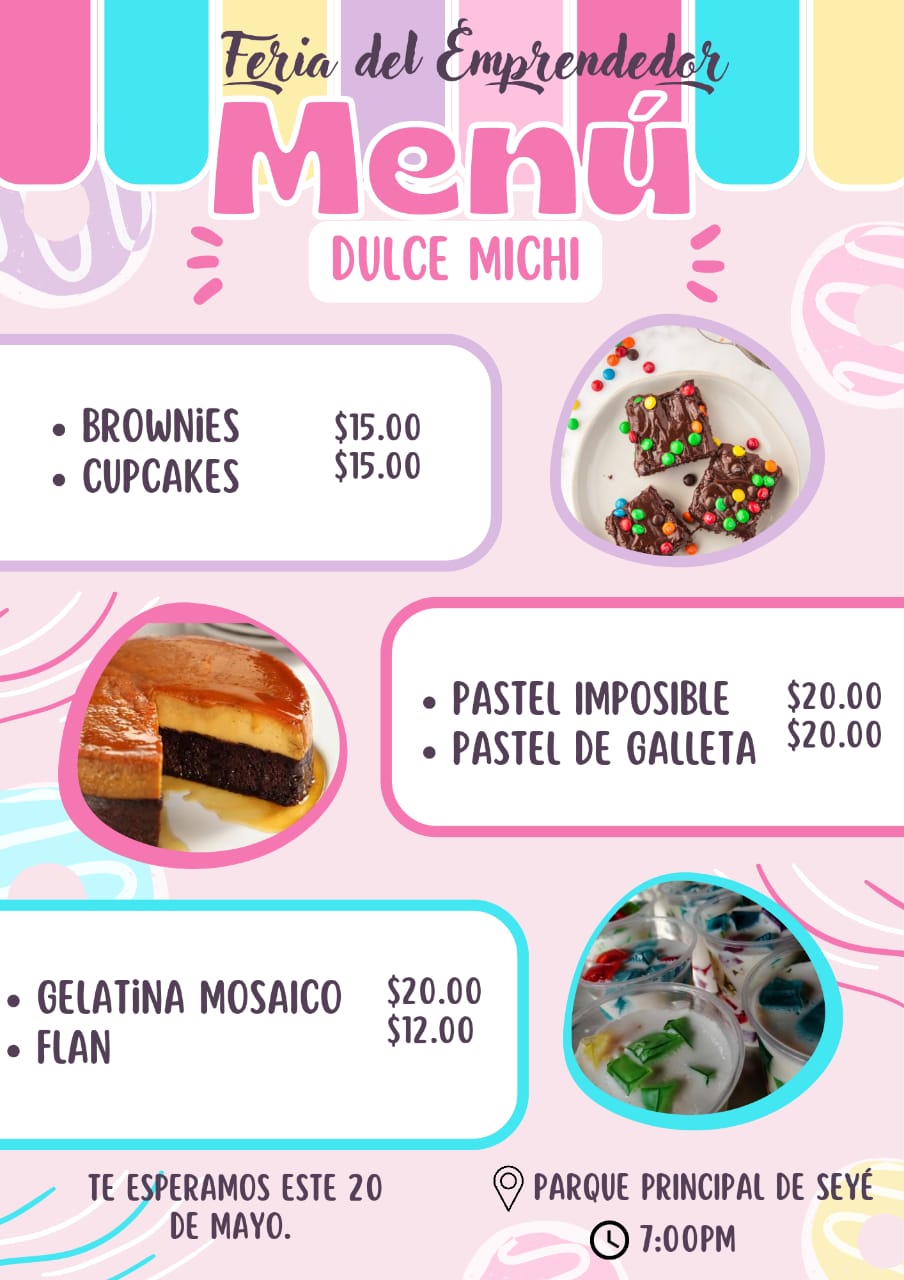 Feria del Emprendedor
Menú
DULCE MICHI
• BROWNiES $15.00
• CUPCAKES $15.00
• PASTEL IMPOSIBLE $20.00
• PASTEL DE GALLETA $20.00
• GELATiNA MOSAICO $20.00
• FLAN $12.00
TE ESPERAMOS ESTE 20
DE MAYO.
PARQUE PRINCIPAL DE SEYÉ
7:00PM